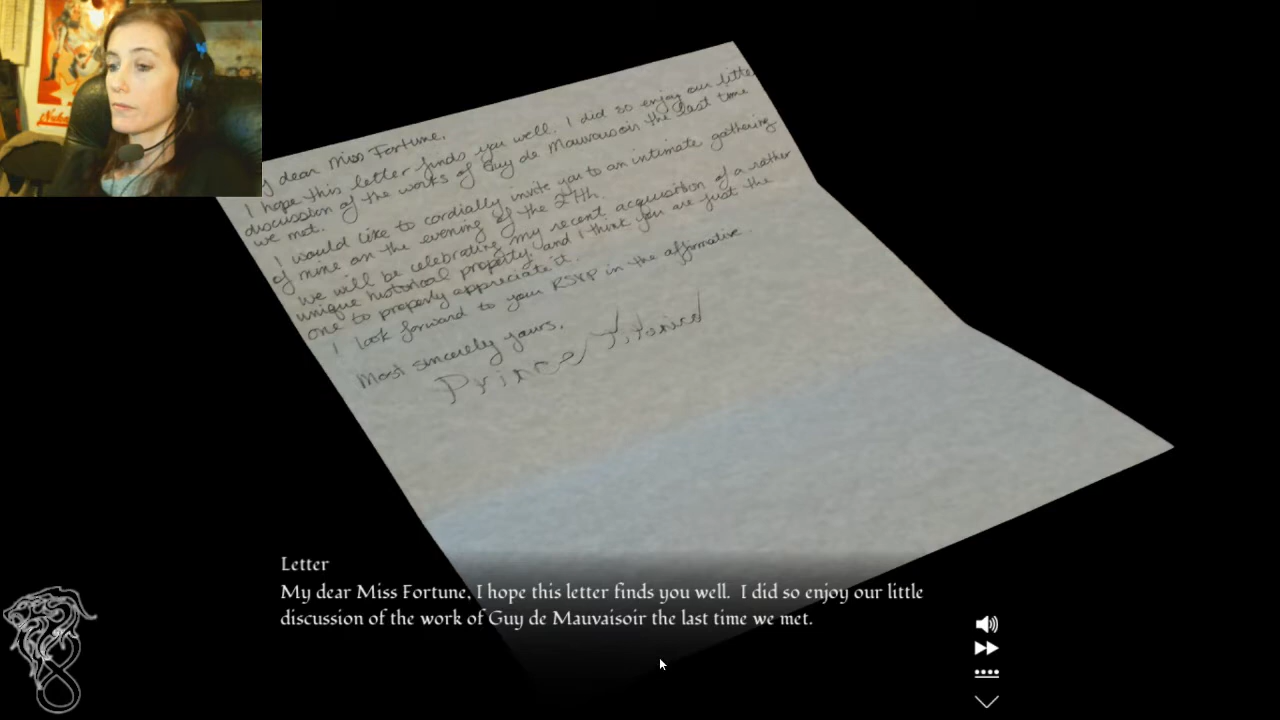 y dear Miss Fortune,
I hope this letter finds you well. I did so enjoy our little
discussion of the works of Guy de Mauvaisoir the last time
we met.
I would like to cordially invite you to an intimate gathering
of mine on the evening of the 27th.
We will be celebrating my recent acquisition of a rather
unique historical property, and I think you are just the
one to properly appreciate it.
I look forward to your RSVP in the affirmative.
Most sincerely yours,
Prince
Letter
My dear Miss Fortune, I hope this letter finds you well. I did so enjoy our little
discussion of the work of Guy de Mauvaisoir the last time we met.